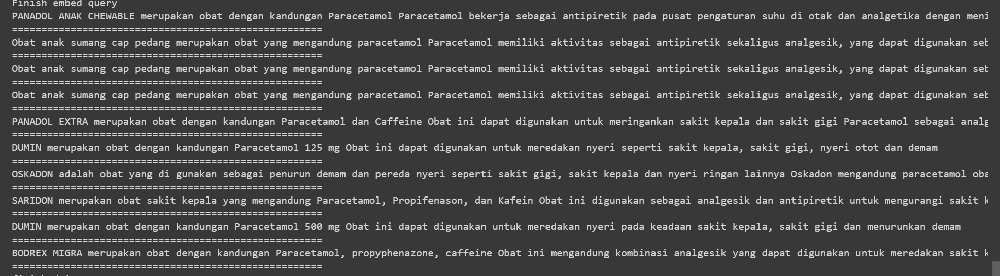 Finish embed query
PANADOL ANAK CHEWABLE merupakan obat dengan kandungan Paracetamol Paracetamol bekerja sebagai antipiretik pada pusat pengaturan suhu di otak dan analgetika dengan meni
=====================================================
Obat anak sumang cap pedang merupakan obat yang mengandung paracetamol Paracetamol memiliki aktivitas sebagai antipiretik sekaligus analgesik, yang dapat digunakan seb
=====================================================
Obat anak sumang cap pedang merupakan obat yang mengandung paracetamol Paracetamol memiliki aktivitas sebagai antipiretik sekaligus analgesik, yang dapat digunakan seb
=====================================================
Obat anak sumang cap pedang merupakan obat yang mengandung paracetamol Paracetamol memiliki aktivitas sebagai antipiretik sekaligus analgesik, yang dapat digunakan seb
=====================================================
PANADOL EXTRA merupakan obat dengan kandungan Paracetamol dan Caffeine Obat ini dapat digunakan untuk meringankan sakit kepala dan sakit gigi Paracetamol sebagai analg
=====================================================
DUMIN merupakan obat dengan kandungan Paracetamol 125 mg Obat ini dapat digunakan untuk meredakan nyeri seperti sakit kepala, sakit gigi, nyeri otot dan demam
=====================================================
OSKADON adalah obat yang di gunakan sebagai penurun demam dan pereda nyeri seperti sakit gigi, sakit kepala dan nyeri ringan lainnya Oskadon mengandung paracetamol oba
=====================================================
SARIDON merupakan obat sakit kepala yang mengandung Paracetamol, Propifenason, dan Kafein Obat ini digunakan sebagai analgesik dan antipiretik untuk mengurangi sakit k
=====================================================
DUMIN merupakan obat dengan kandungan Paracetamol 500 mg Obat ini dapat digunakan untuk meredakan nyeri pada keadaan sakit kepala, sakit gigi dan menurunkan demam
=====================================================
BODREX MIGRA merupakan obat dengan kandungan Paracetamol, propyphenazone, caffeine Obat ini mengandung kombinasi analgesik yang dapat digunakan untuk meredakan sakit k
=====================================================